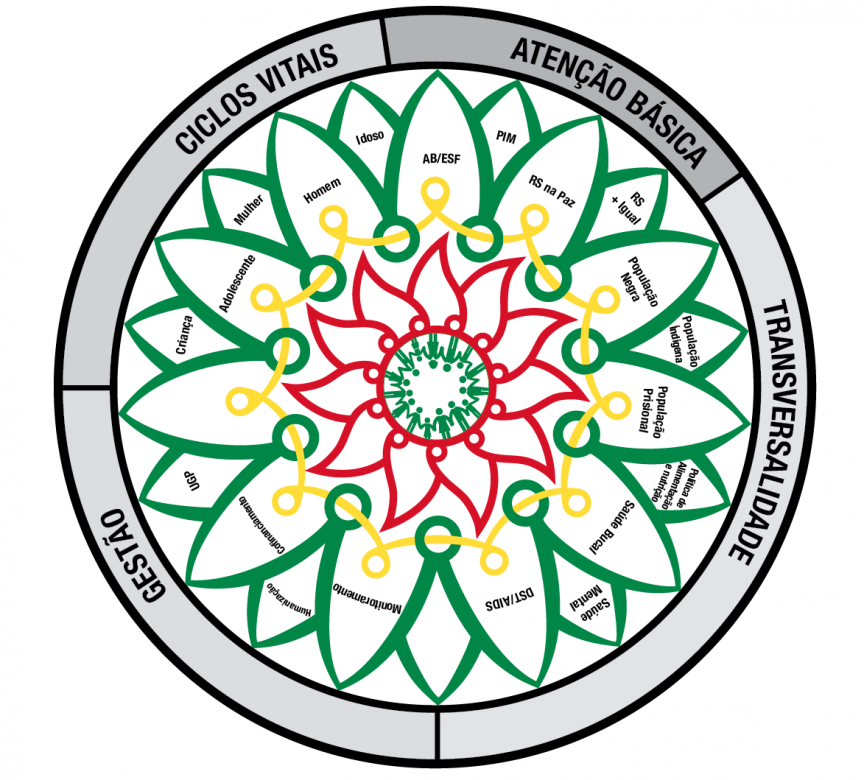 CICLOS VITAIS
ATENÇÃO BÁSICA
TRANSVERSALIDADE
GESTÃO
AB/ESF
PIM
RS na Paz
RS
+ Igual
População
Negra
População
Indígena
População
Prisional
Política de
Alimentação
e nutrição
Saúde Bucal
Saúde
Mental
DST/AIDS
Monitoramento
Humanização
Cofinanciamento
UGP
Criança
Adolescente
Mulher
Homem
Idoso